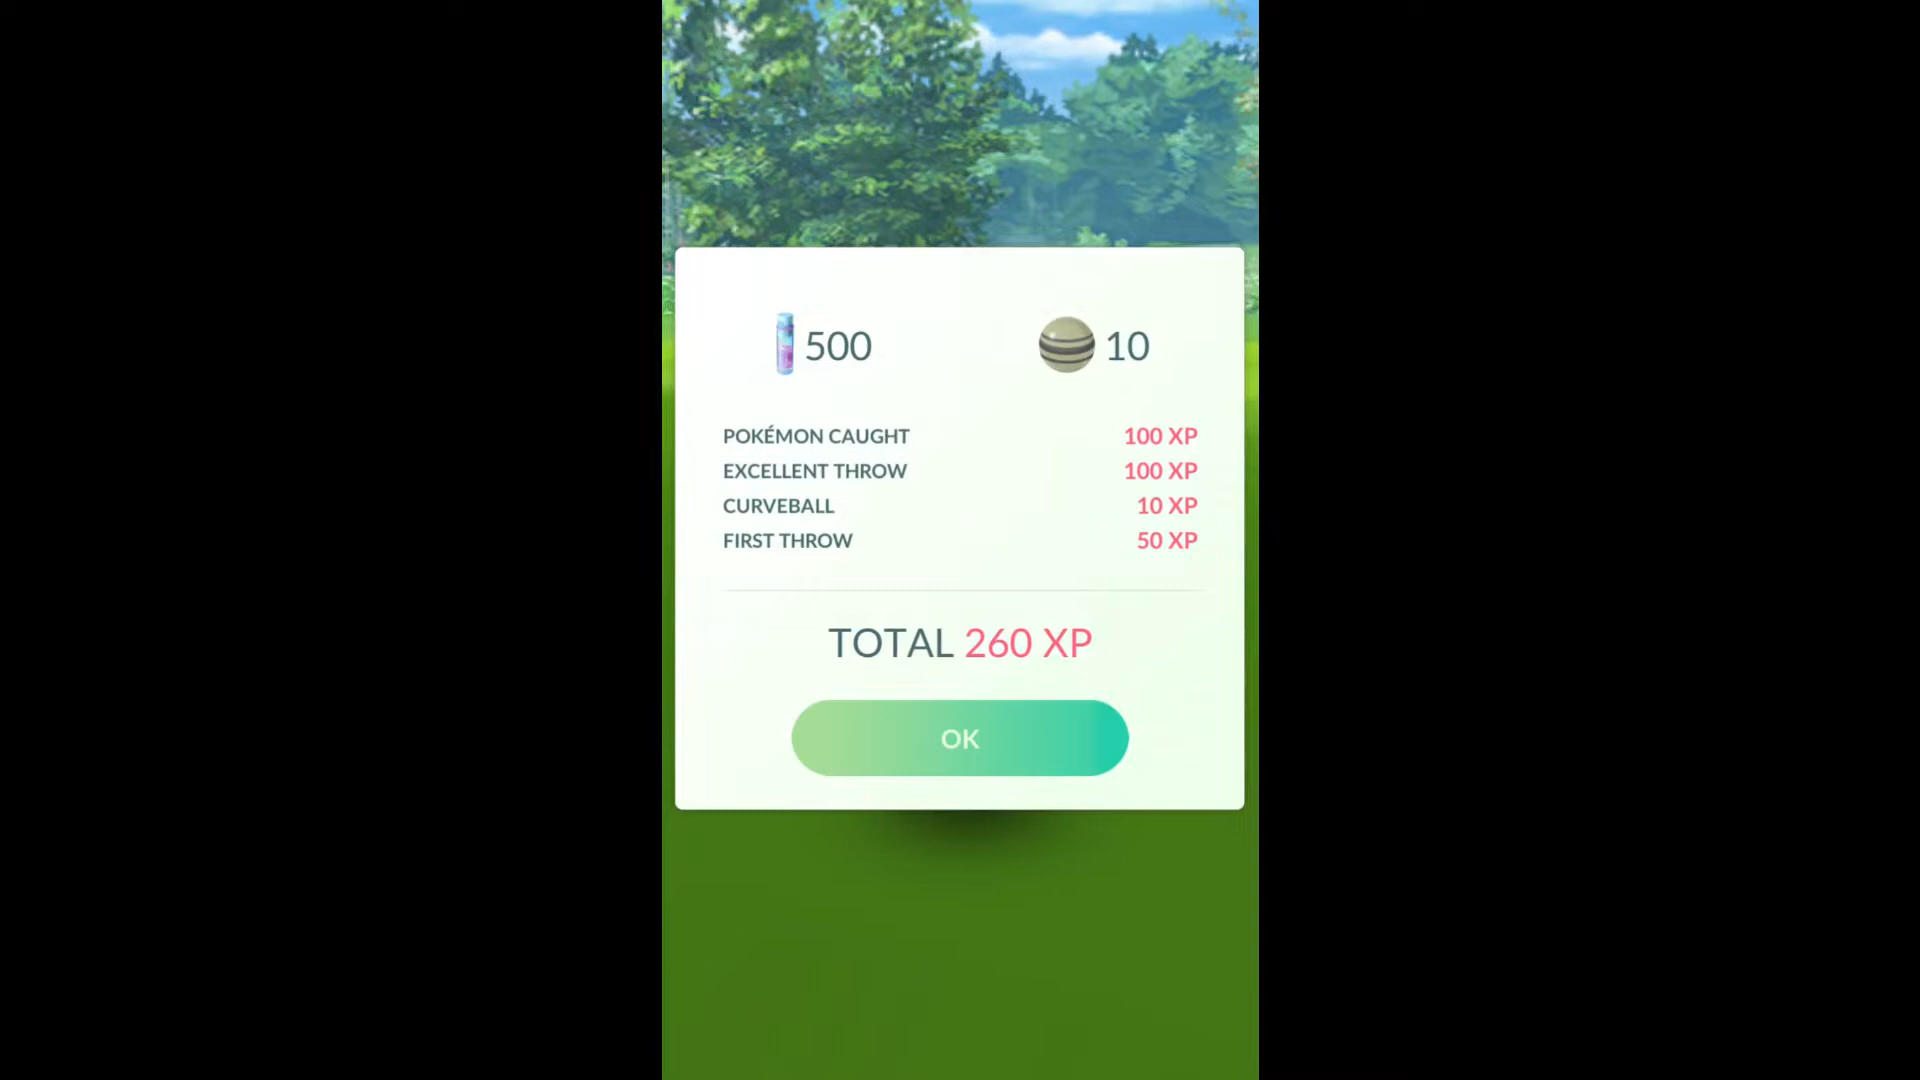 500 10
POKÉMON CAUGHT 100 XP
EXCELLENT THROW 100 XP
CURVEBALL 10 XP
FIRST THROW 50 XP
TOTAL 260 XP
OK